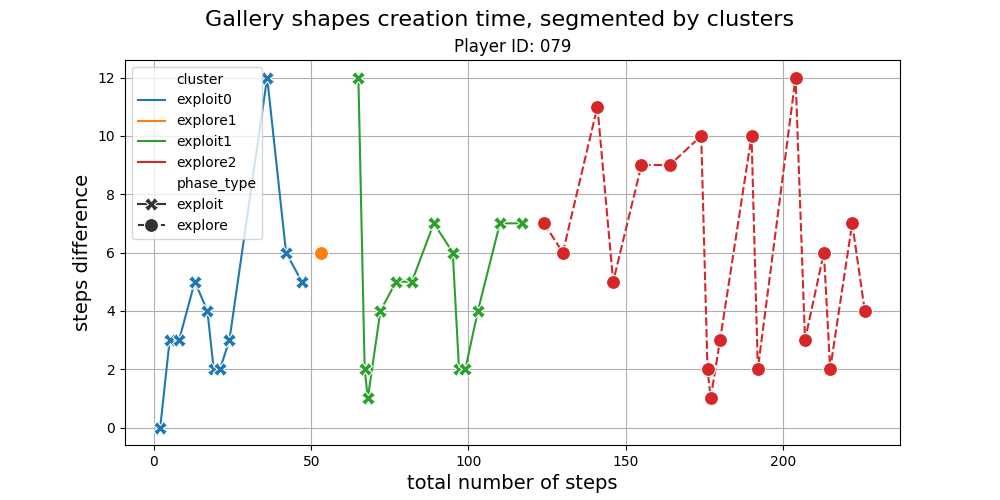 Gallery shapes creation time, segmented by clusters
Player ID: 079
steps difference
12
10
8
6
4
2
0
cluster
exploit0
explore1
exploit1
explore2
phase_type
exploit
explore
0
50
100
150
200
total number of steps